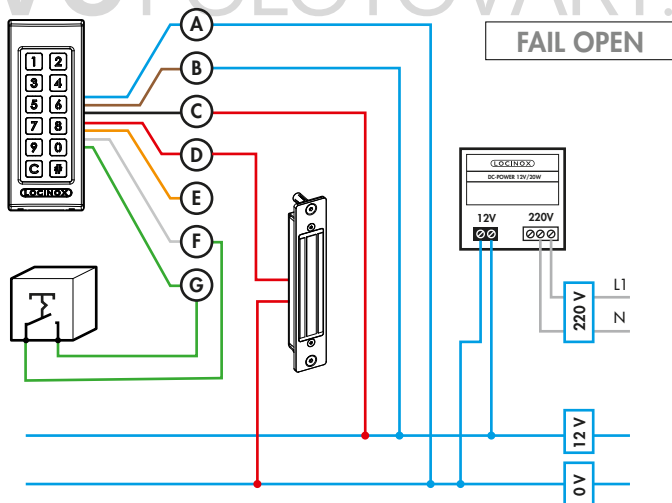 FAIL OPEN
1 2
3 4
5 6
7 8
9 0
C #
LOCINOX
A
B
C
D
E
F
G
LOCINOX
DC-POWER 12V/20W
12V 220V
220 V
L1
N
12 V
0 V